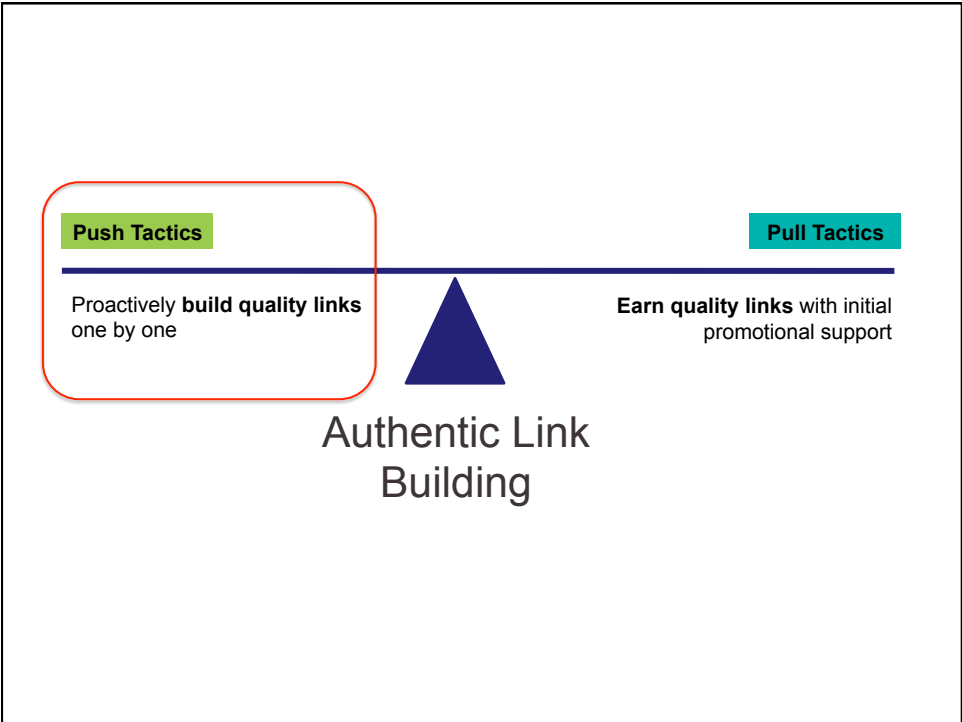 Push Tactics
Pull Tactics
Proactively build quality links
one by one
Earn quality links with initial
promotional support
Authentic Link
Building